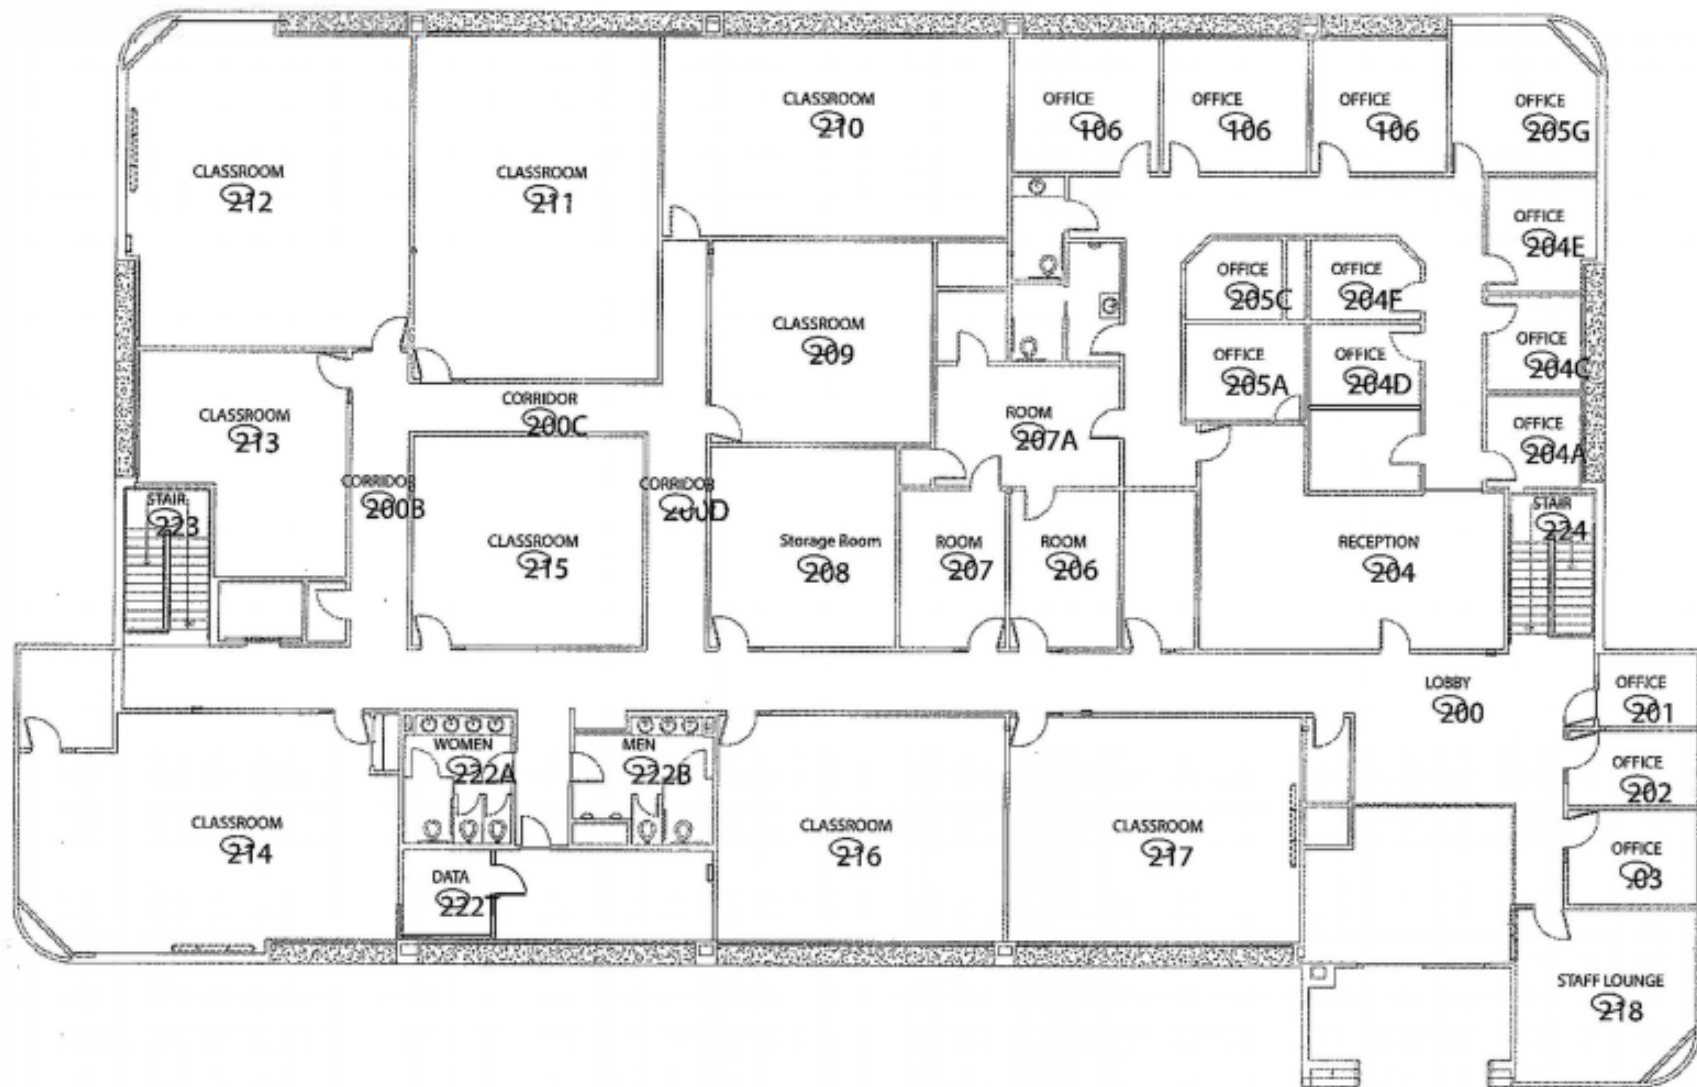 CLASSROOM
212
CLASSROOM
211
CLASSROOM
210
OFFICE
106
OFFICE
106
OFFICE
106
OFFICE
205G
OFFICE
204E
OFFICE
205C
OFFICE
204F
CLASSROOM
209
OFFICE
204C
OFFICE
205A
OFFICE
204D
CLASSROOM
213
CORRIDOR
200C
ROOM
207A
OFFICE
204A
STAIR
223
CORRIDOR
200B
CORRIDOR
200D
STAIR
224
CLASSROOM
215
Storage Room
208
ROOM
207
ROOM
206
RECEPTION
204
LOBBY
200
OFFICE
201
WOMEN
222A
MEN
222B
OFFICE
202
CLASSROOM
214
CLASSROOM
216
CLASSROOM
217
OFFICE
203
DATA
222
STAFF LOUNGE
218